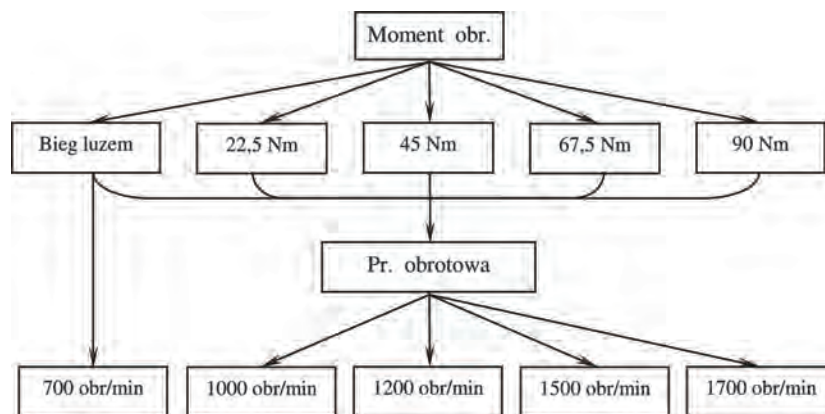 Moment obr.
Bieg luzem
22,5 Nm
45 Nm
67,5 Nm
90 Nm
Pr. obrotowa
700 obr/min
1000 obr/min
1200 obr/min
1500 obr/min
1700 obr/min